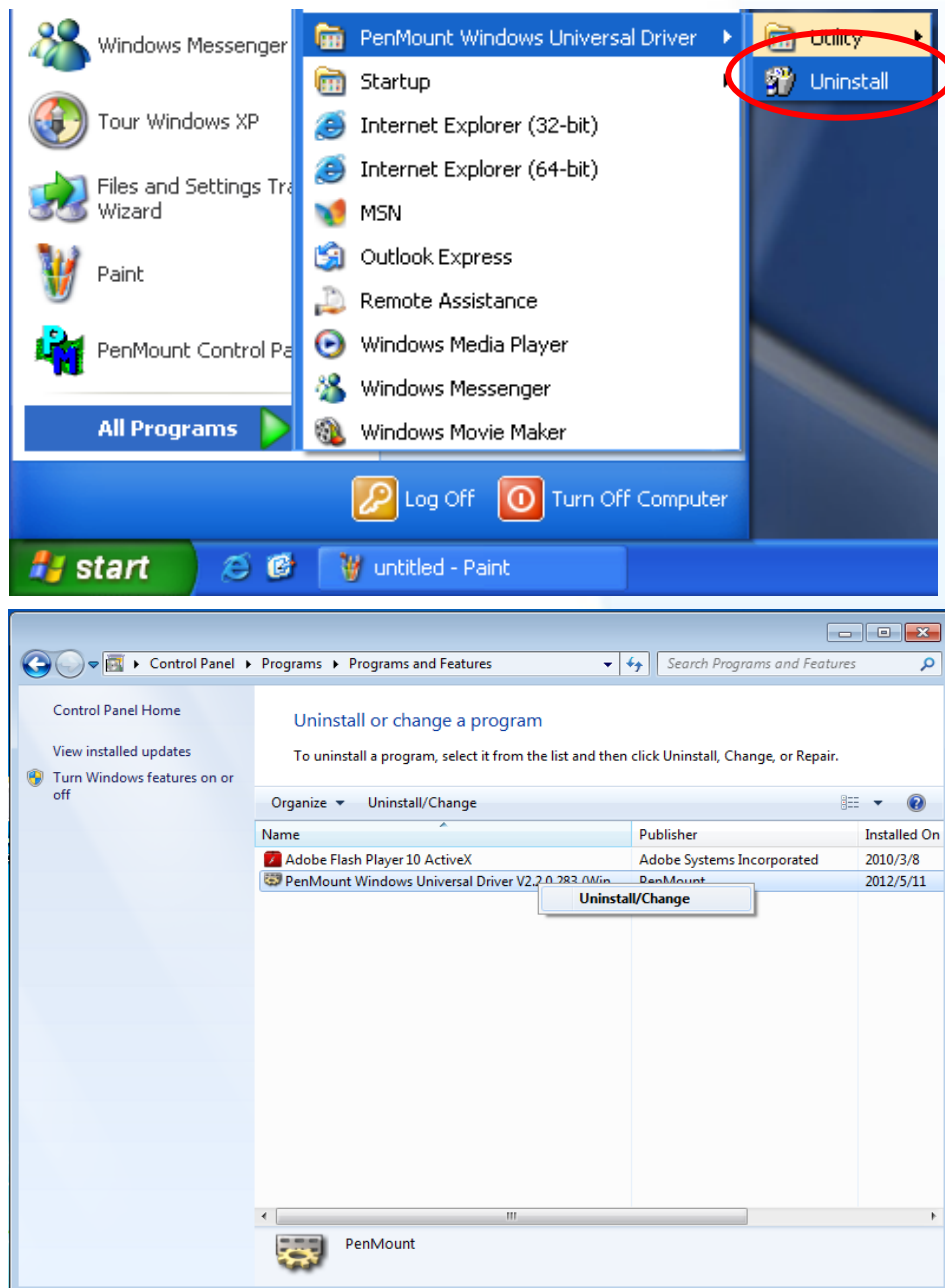 Windows Messenger
Tour Windows XP
Files and Settings Tra
Wizard
Paint
PenMount Control Pa
All Programs
PenMount Windows Universal Driver
Startup
Internet Explorer (32-bit)
Internet Explorer (64-bit)
MSN
Outlook Express
Remote Assistance
Windows Media Player
Windows Messenger
Windows Movie Maker
Utility
Uninstall
Log Off Turn Off Computer
start untitled - Paint
Control Panel Programs Programs and Features Search Programs and Features
Control Panel Home
View installed updates
Turn Windows features on or
off
Uninstall or change a program
To uninstall a program, select it from the list and then click Uninstall, Change, or Repair.
Organize Uninstall/Change
Name Publisher Installed On
Adobe Flash Player 10 ActiveX Adobe Systems Incorporated 2010/3/8
PenMount Windows Universal Driver V2.2.0.283 (Win... PenMount 2012/5/11
Uninstall/Change
PenMount